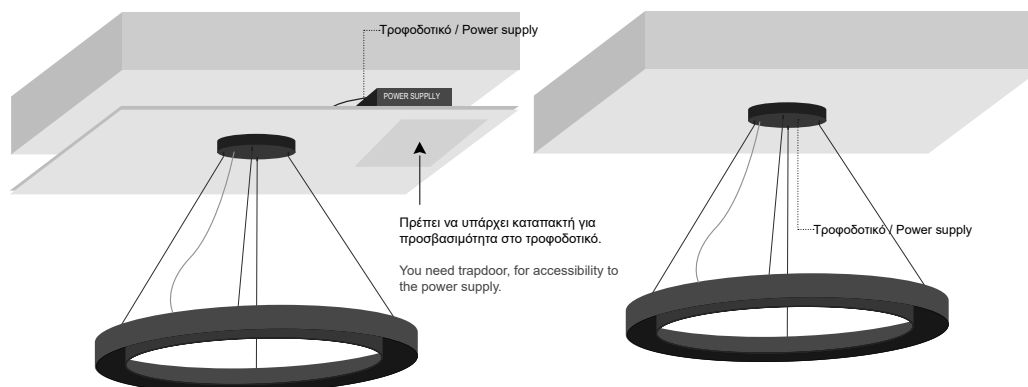 Τροφοδοτικό / Power supply
POWER SUPPLLY
Πρέπει να υπάρχει καταπακτή για
προσβασιμότητα στο τροφοδοτικό.
You need trapdoor, for accessibility to
the power supply.
Τροφοδοτικό / Power supply